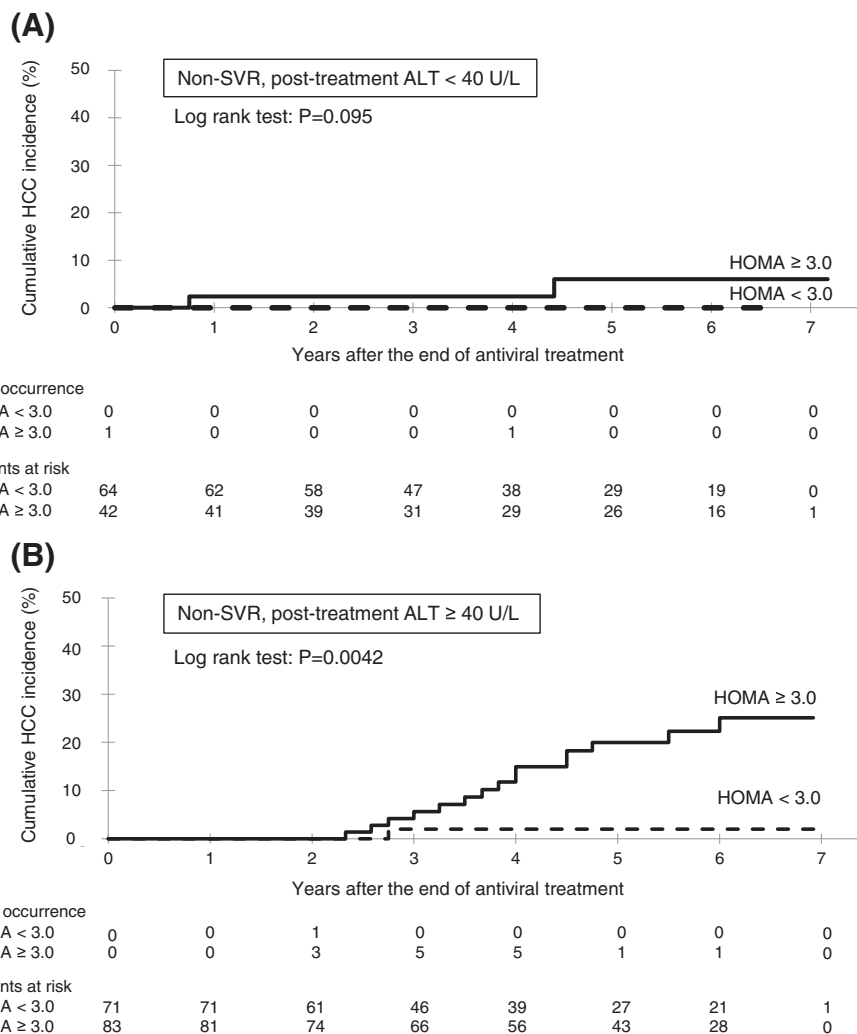 (A)
Cumulative HCC incidence (%)
50
40
30
20
10
0
Non-SVR, post-treatment ALT < 40 U/L
Log rank test: P=0.095
HOMA ≥ 3.0
HOMA < 3.0
0 1 2 3 4 5 6 7
Years after the end of antiviral treatment
occurrence
A < 3.0 0 0 0 0 0 0 0 0
A ≥ 3.0 1 0 0 0 1 0 0 0
nts at risk
A < 3.0 64 62 58 47 38 29 19 0
A ≥ 3.0 42 41 39 31 29 26 16 1
(B)
Cumulative HCC incidence (%)
50
40
30
20
10
0
Non-SVR, post-treatment ALT ≥ 40 U/L
Log rank test: P=0.0042
HOMA ≥ 3.0
HOMA < 3.0
0 1 2 3 4 5 6 7
Years after the end of antiviral treatment
occurrence
A < 3.0 0 0 1 0 0 0 0 0
A ≥ 3.0 0 0 3 5 5 1 1 0
nts at risk
A < 3.0 71 71 61 46 39 27 21 1
A ≥ 3.0 83 81 74 66 56 43 28 0